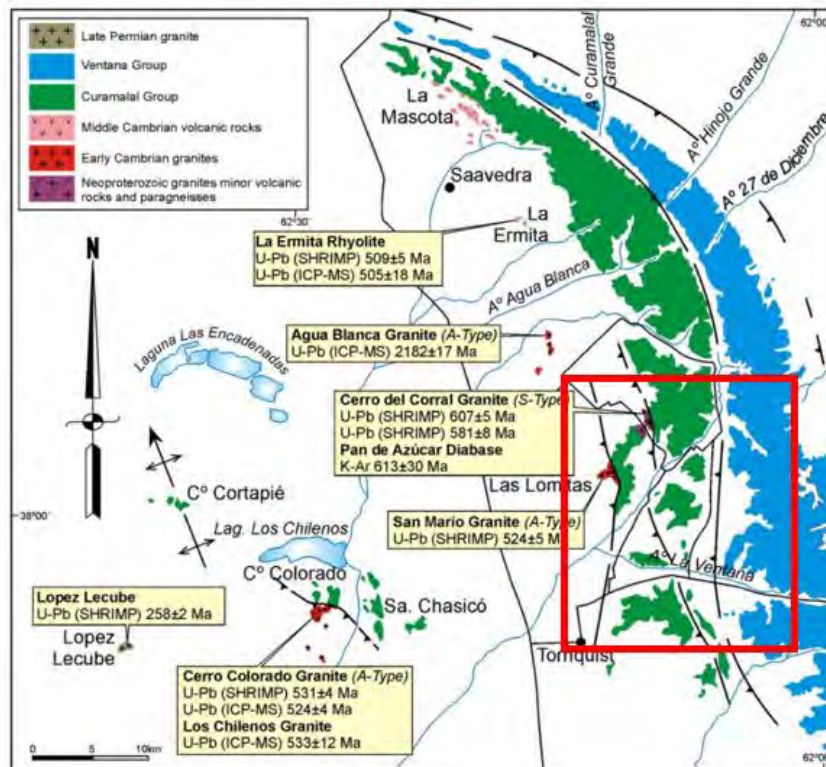 Late Permian granite
Ventana Group
Curamalal Group
Middle Cambrian volcanic rocks
Early Cambrian granites
Neoproterozoic granites minor volcanic
rocks and paragneisses
62°00'
Aº Curamalal
Grande
Aº Hinojo Grande
Aº 27 de Diciembre
La
Mascota
Saavedra
62°30'
La
Ermita
La Ermita Rhyolite
U-Pb (SHRIMP) 509±5 Ma
U-Pb (ICP-MS) 505±18 Ma
N
Aº Agua Blanca
Laguna Las Encadenadas
Agua Blanca Granite (A-Type)
U-Pb (ICP-MS) 2182±17 Ma
Cerro del Corral Granite (S-Type)
U-Pb (SHRIMP) 607±5 Ma
U-Pb (SHRIMP) 581±8 Ma
Pan de Azúcar Diabase
K-Ar 613±30 Ma
Las Lomitas
Cº Cortapié
38°00'
San Mario Granite (A-Type)
U-Pb (SHRIMP) 524±5 M
Lag. Los Chilenos
Aº La Ventana
Cº Colorado
Sa. Chasicó
Lopez Lecube
U-Pb (SHRIMP) 258±2 Ma
Lopez
Lecube
Tornquist
Cerro Colorado Granite (A-Type)
U-Pb (SHRIMP) 531±4 Ma
U-Pb (ICP-MS) 524±4 Ma
Los Chilenos Granite
U-Pb (ICP-MS) 533±12 Ma
0 5 10km
62°00'